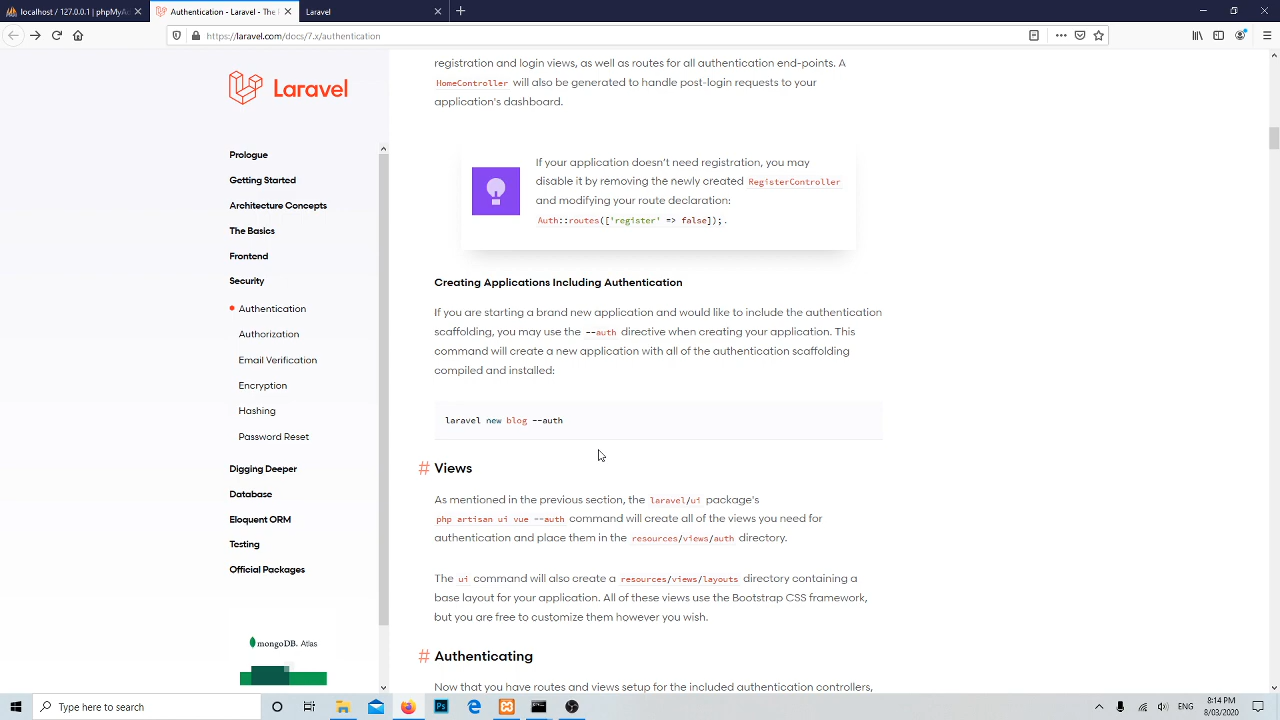 localhost / 127.0.0.1 | phpMyA
Authentication - Laravel - The
Laravel
https://laravel.com/docs/7.x/authentication
Laravel
Prologue
Getting Started
Architecture Concepts
The Basics
Frontend
Security
Authentication
Authorization
Email Verification
Encryption
Hashing
Password Reset
Digging Deeper
Database
Eloquent ORM
Testing
Official Packages
mongoDB. Atlas
registration and login views, as well as routes for all authentication end-points. A
HomeController will also be generated to handle post-login requests to your
application's dashboard.
If your application doesn't need registration, you may
disable it by removing the newly created RegisterController
and modifying your route declaration:
Auth::routes(['register' => false]);.
Creating Applications Including Authentication
If you are starting a brand new application and would like to include the authentication
scaffolding, you may use the --auth directive when creating your application. This
command will create a new application with all of the authentication scaffolding
compiled and installed:
laravel new blog --auth
# Views
As mentioned in the previous section, the laravel/ui package's
php artisan ui vue --auth command will create all of the views you need for
authentication and place them in the resources/views/auth directory.
The ui command will also create a resources/views/layouts directory containing a
base layout for your application. All of these views use the Bootstrap CSS framework,
but you are free to customize them however you wish.
# Authenticating
Now that you have routes and views setup for the included authentication controllers,
Type here to search
Ps
ENG
8:14 PM
8/03/2020